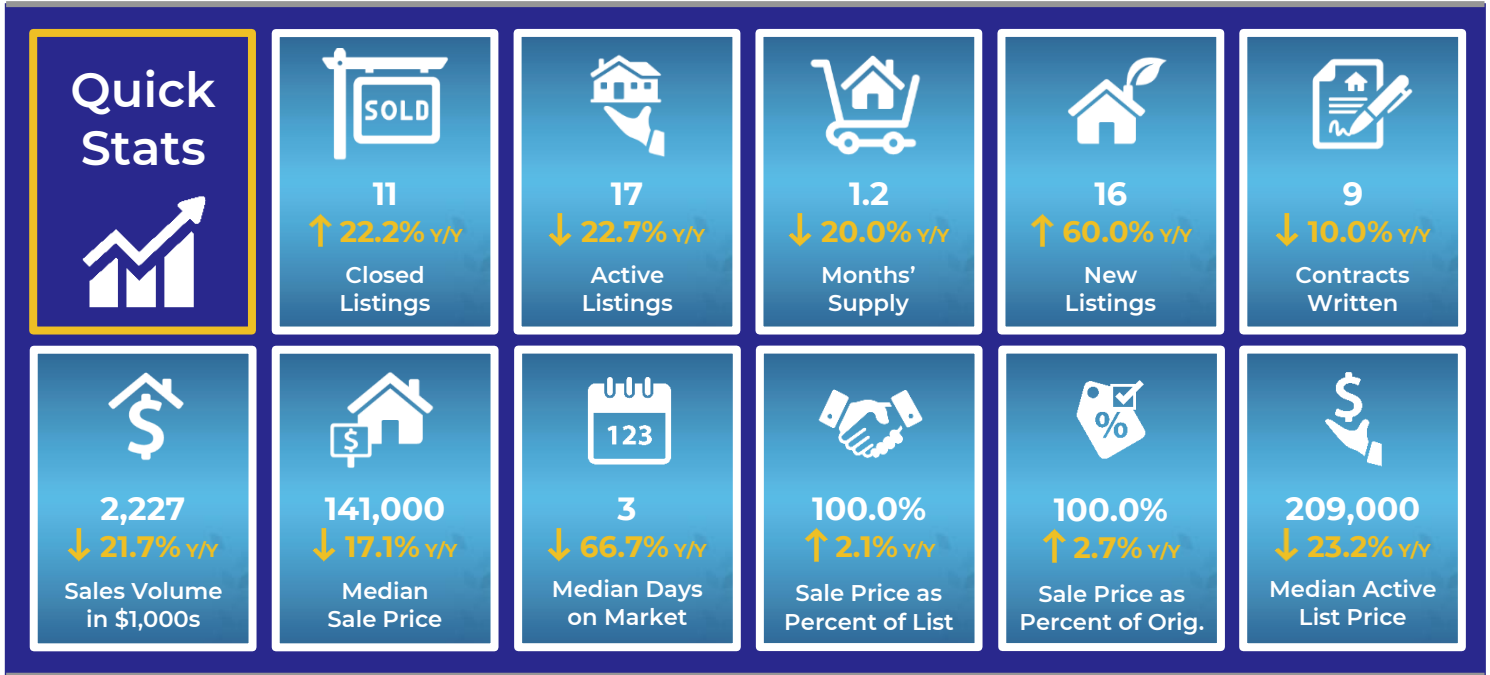 Quick
Stats
SOLD
11
↑ 22.2% Y/Y
Closed
Listings
17
↓ 22.7% Y/Y
Active
Listings
1.2
↓ 20.0% Y/Y
Months’
Supply
16
↑ 60.0% Y/Y
New
Listings
9
↓ 10.0% Y/Y
Contracts
Written
$
2,227
↓ 21.7% Y/Y
Sales Volume
in $1,000s
$
141,000
↓ 17.1% Y/Y
Median
Sale Price
123
3
↓ 66.7% Y/Y
Median Days
on Market
100.0%
↑ 2.1% Y/Y
Sale Price as
Percent of List
%
100.0%
↑ 2.7% Y/Y
Sale Price as
Percent of Orig.
$
209,000
↓ 23.2% Y/Y
Median Active
List Price